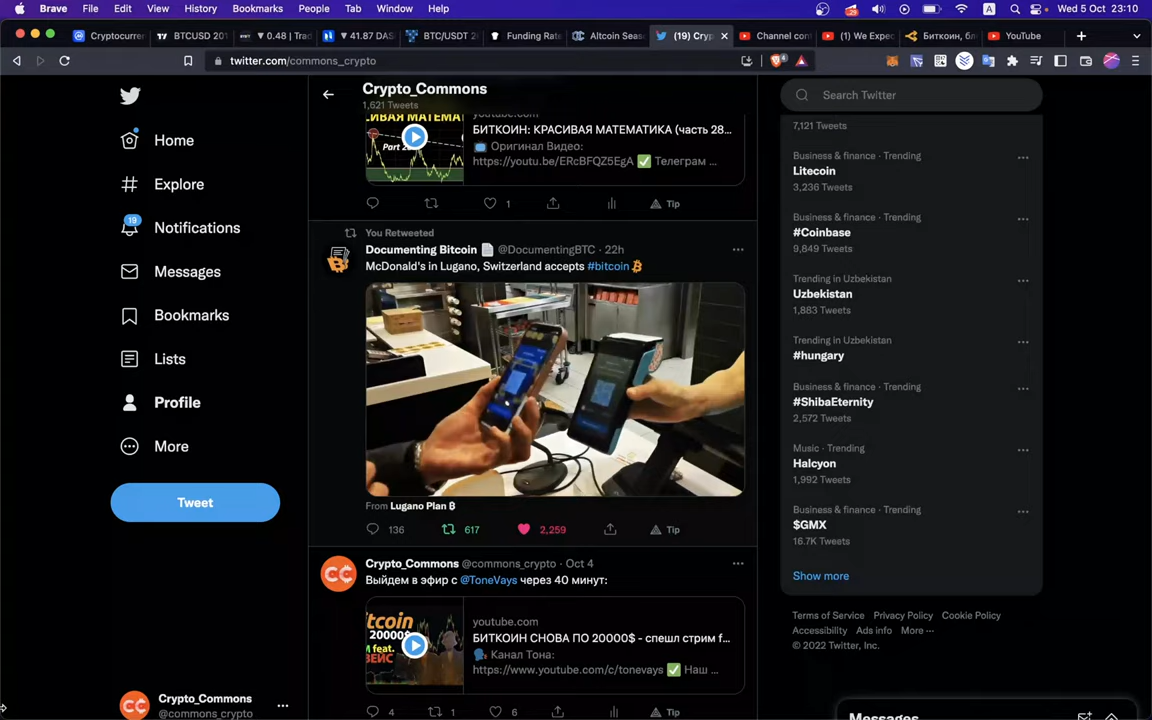 Brave File Edit View History Bookmarks People Tab Window Help A Wed 5 Oct 23:10
Cryptocurren BTCUSD 201 ▼ 0.48 | Trad ▼ 41.87 DAS BTC/USDT 2 Funding Rate Altcoin Seas (19) Cryp Channel cont (1) We Expec Биткоин, бл YouTube
twitter.com/commons_crypto
Home
Explore
19
Notifications
Messages
Bookmarks
Lists
Profile
More
Tweet
Crypto_Commons
@commons_crypto
Crypto_Commons
1,621 Tweets
ИВАЯ МАТЕМА
Part 2
youtube.com
БИТКОИН: КРАСИВАЯ МАТЕМАТИКА (часть 28...
Оригинал Видео:
https://youtu.be/ERcBFQZ5EgA ✅ Телеграм ...
1 Tip
You Retweeted
Documenting Bitcoin 📄 @DocumentingBTC · 22h
McDonald's in Lugano, Switzerland accepts #bitcoin
From Lugano Plan ₿
136 617 2,259 Tip
Crypto_Commons @commons_crypto · Oct 4
Выйдем в эфир с @ToneVays через 40 минут:
itcoin
20000$
feat.
ВЕЙС
youtube.com
БИТКОИН СНОВА ПО 20000$ - спешл стрим f...
🗣 Канал Тона:
https://www.youtube.com/c/tonevays ✅ Наш ...
4 1 6 Tip
Search Twitter
7,121 Tweets
Business & finance · Trending
Litecoin
3,236 Tweets
Business & finance · Trending
#Coinbase
9,849 Tweets
Trending in Uzbekistan
Uzbekistan
1,883 Tweets
Trending in Uzbekistan
#hungary
Business & finance · Trending
#ShibaEternity
2,572 Tweets
Music · Trending
Halcyon
1,992 Tweets
Business & finance · Trending
$GMX
16.7K Tweets
Show more
Terms of Service Privacy Policy Cookie Policy
Accessibility Ads info More ···
© 2022 Twitter, Inc.
Messages